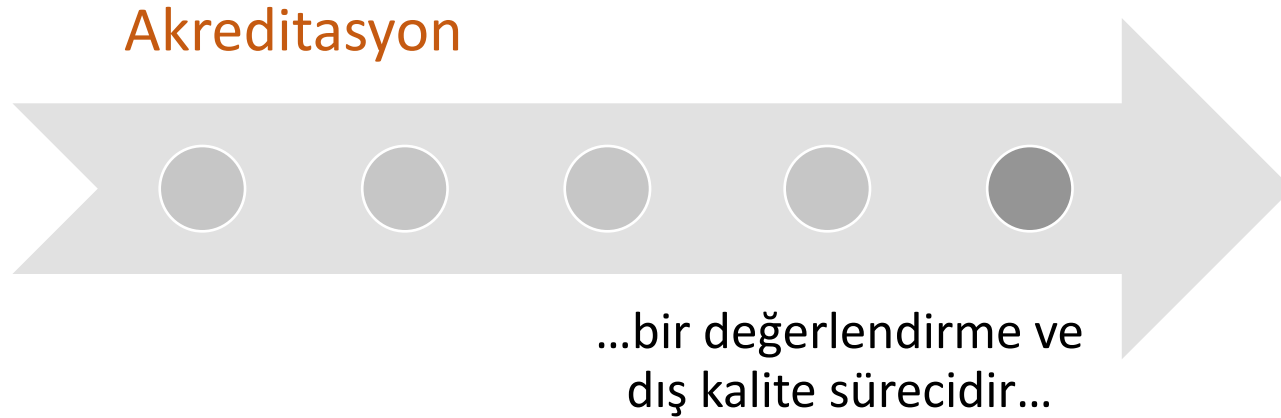 Akreditasyon
…bir değerlendirme ve
dış kalite sürecidir…